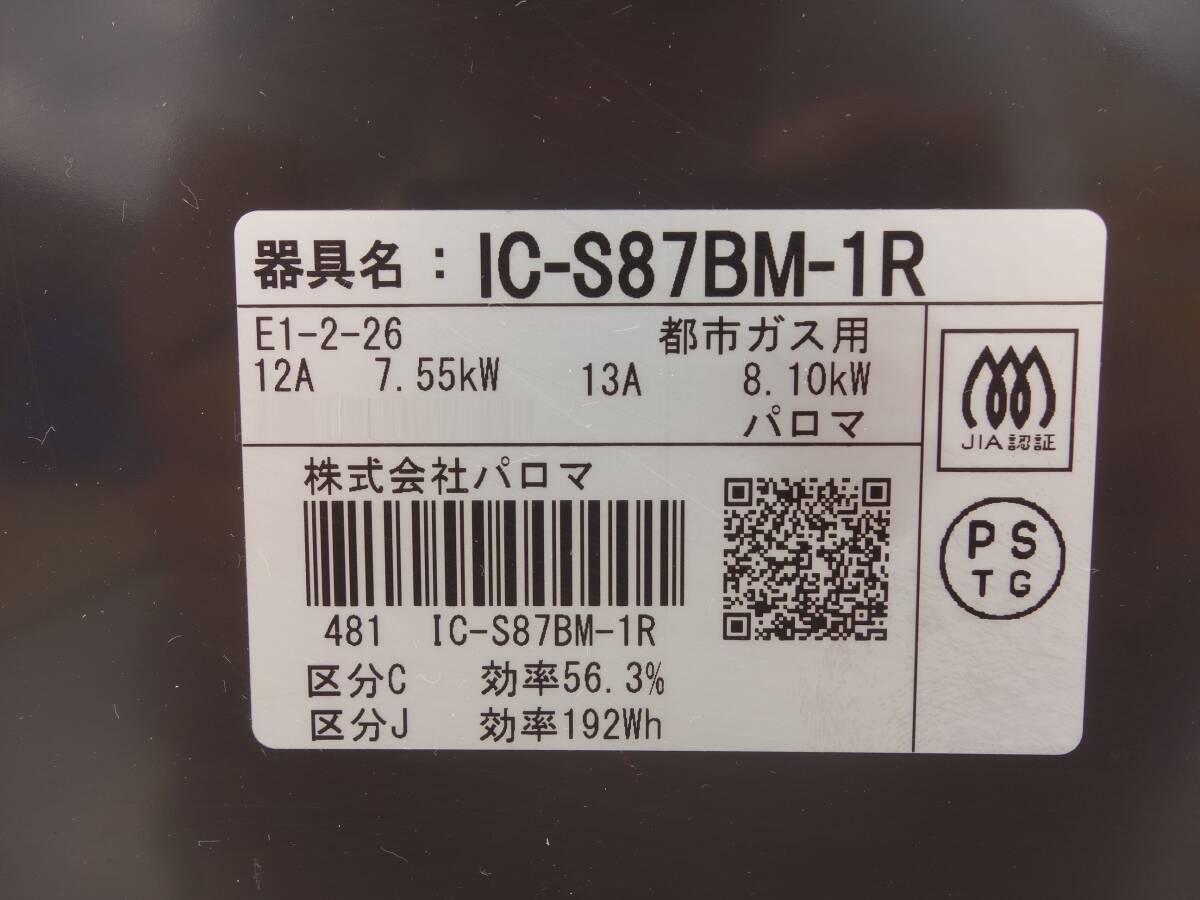 器具名：IC-S87BM-1R
E1-2-26 都市ガス用
12A 7.55kW 13A 8.10kW
パロマ
JIA認証
株式会社パロマ
481 IC-S87BM-1R
区分C 効率56.3%
区分J 効率192Wh
PS
TG